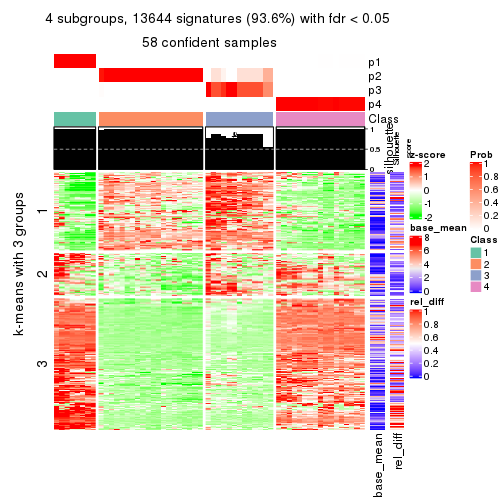 4 subgroups, 13644 signatures (93.6%) with fdr < 0.05
58 confident samples
p1
p2
p3
p4
Class
1
0.5
0
silhouette
Silhouette
score
k-means with 3 groups
1
2
3
base_mean
rel_diff
z-score
2
1
0
-1
-2
base_mean
8
6
4
2
0
rel_diff
1
0.8
0.6
0.4
0.2
0
Prob
1
0.8
0.6
0.4
0.2
0
Class
1
2
3
4